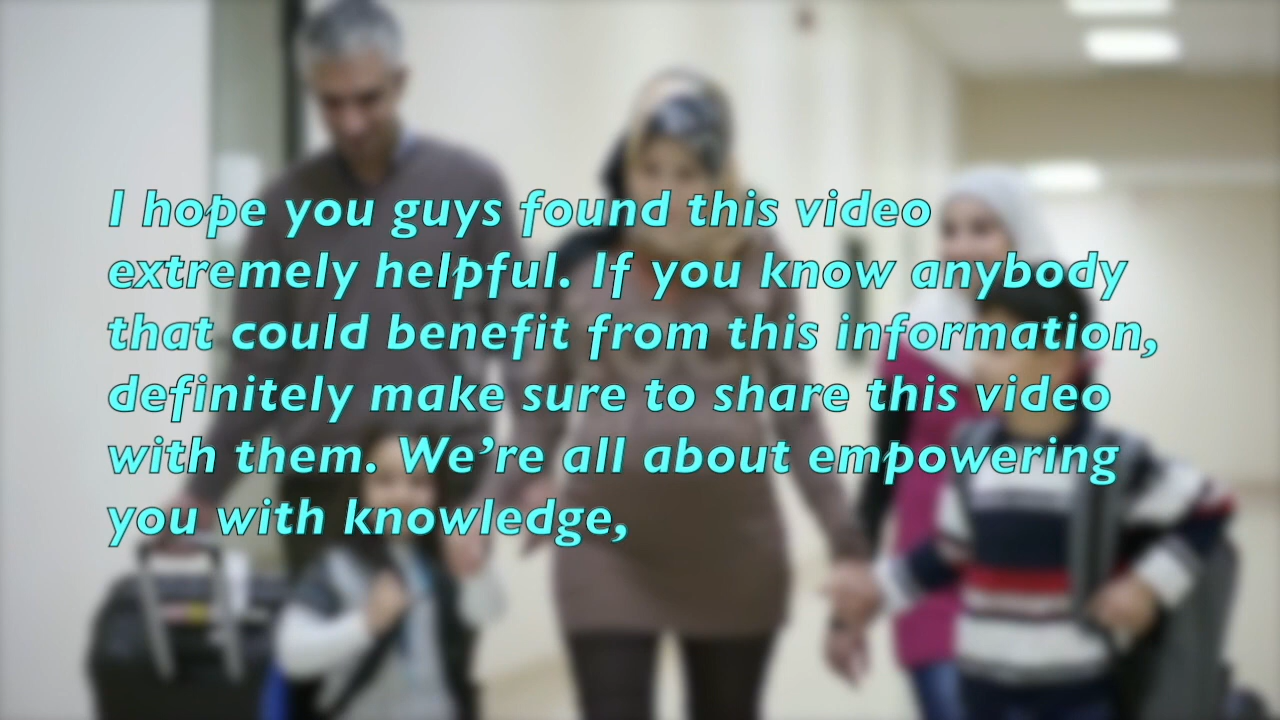 I hope you guys found this video
extremely helpful. If you know anybody
that could benefit from this information,
definitely make sure to share this video
with them. We’re all about empowering
you with knowledge,